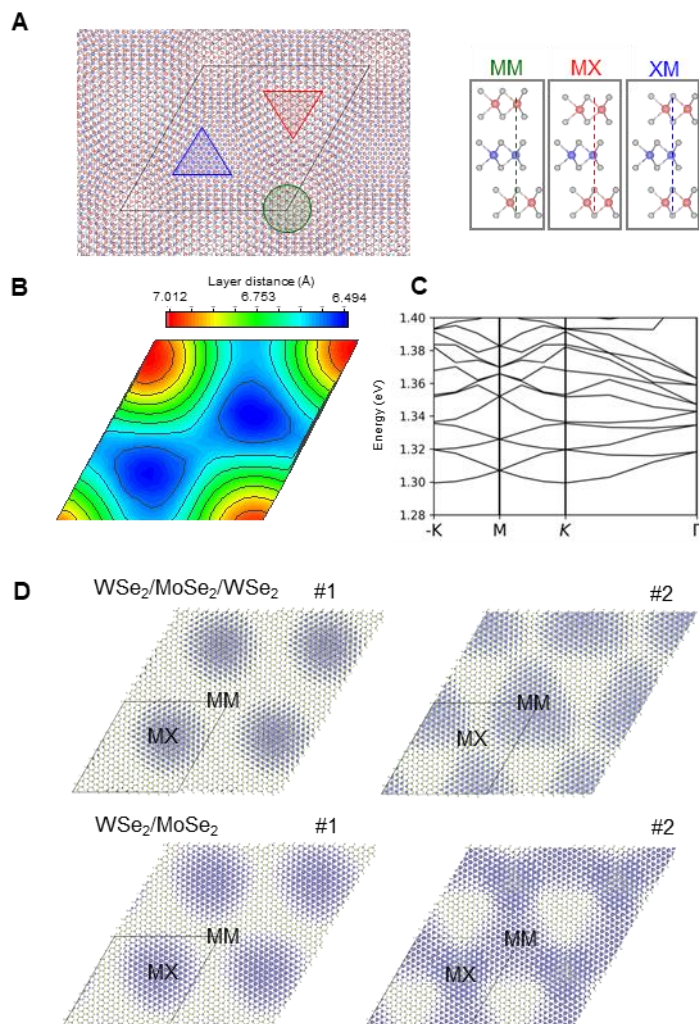 A
MM MX XM
B
Layer distance (Å)
7.012 6.753 6.494
C
Energy (eV)
1.40
1.38
1.36
1.34
1.32
1.30
1.28
-K M K Γ
D
WSe₂/MoSe₂/WSe₂ #1 #2
MM MM
MX MX
WSe₂/MoSe₂ #1 #2
MM MM
MX MX